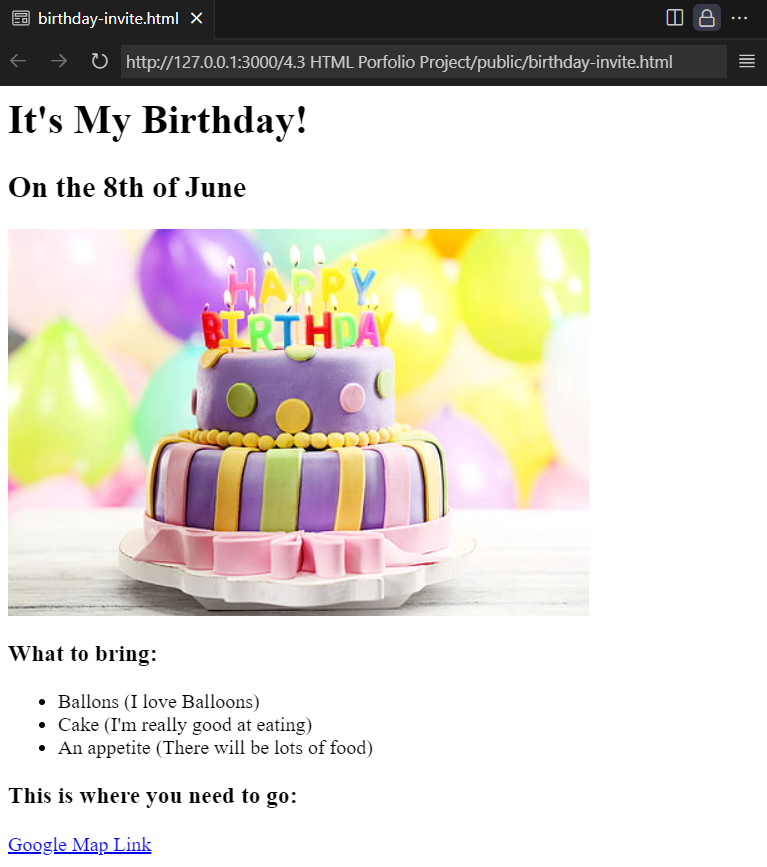 birthday-invite.html
http://127.0.0.1:3000/4.3 HTML Porfolio Project/public/birthday-invite.html
It's My Birthday!
On the 8th of June
HAPPY
BIRTHDAY
What to bring:
Ballons (I love Balloons)
Cake (I'm really good at eating)
An appetite (There will be lots of food)
This is where you need to go:
Google Map Link